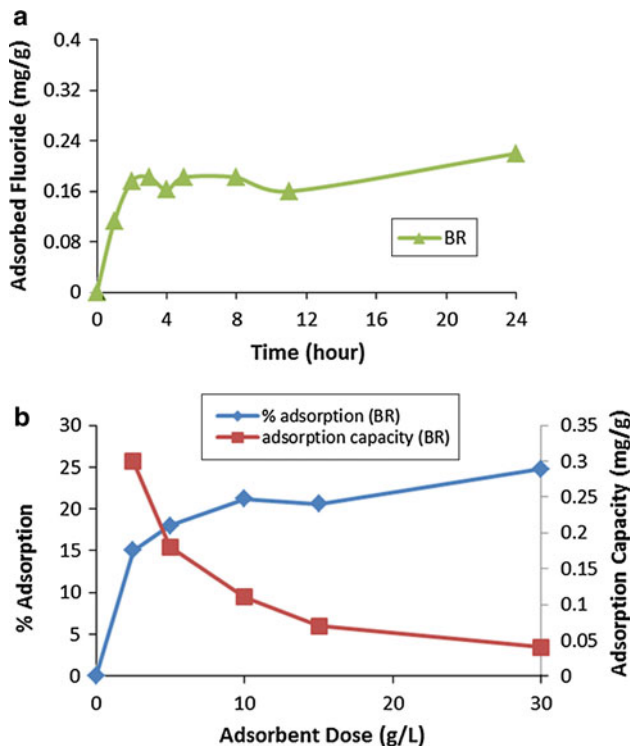 a
0.4
0.32
0.24
0.16
0.08
0
Adsorbed Fluoride (mg/g)
BR
0 4 8 12 16 20 24
Time (hour)
b
% adsorption (BR)
adsorption capacity (BR)
30
25
20
15
10
5
0
% Adsorption
0.35
0.3
0.25
0.2
0.15
0.1
0.05
0
Adsorption Capacity (mg/g)
0 10 20 30
Adsorbent Dose (g/L)